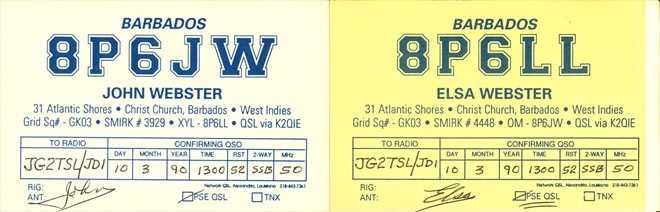 BARBADOS
8P6JW
JOHN WEBSTER
31 Atlantic Shores • Christ Church, Barbados • West Indies
Grid Sq# - GK03 • SMIRK # 3929 • XYL - 8P6LL • QSL via K2QIE
TO RADIO CONFIRMING QSO
DAY MONTH YEAR TIME RST 2-WAY MHz
JG2TSL/JD1 10 3 90 1300 52 SSB 50
RIG: Network QSL, Alexandria, Louisiana 318-443-7261
ANT: John PSE QSL TNX
BARBADOS
8P6LL
ELSA WEBSTER
31 Atlantic Shores • Christ Church, Barbados • West Indies
Grid Sq# - GK03 • SMIRK # 4448 • OM - 8P6JW • QSL via K2QIE
TO RADIO CONFIRMING QSO
DAY MONTH YEAR TIME RST 2-WAY MHz
JG2TSL/JD1 10 3 90 1300 52 SSB 50
RIG: Network QSL, Alexandria, Louisiana 318-443-7261
ANT: Elsa PSE QSL TNX